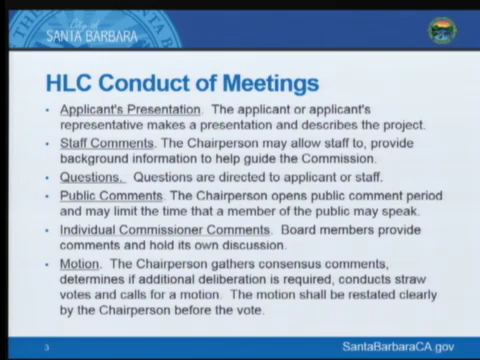 City of
SANTA BARBARA
HLC Conduct of Meetings
• Applicant's Presentation. The applicant or applicant's
representative makes a presentation and describes the project.
• Staff Comments. The Chairperson may allow staff to, provide
background information to help guide the Commission.
• Questions. Questions are directed to applicant or staff.
• Public Comments. The Chairperson opens public comment period
and may limit the time that a member of the public may speak.
• Individual Commissioner Comments. Board members provide
comments and hold its own discussion.
• Motion. The Chairperson gathers consensus comments,
determines if additional deliberation is required, conducts straw
votes and calls for a motion. The motion shall be restated clearly
by the Chairperson before the vote.
3
SantaBarbaraCA.gov